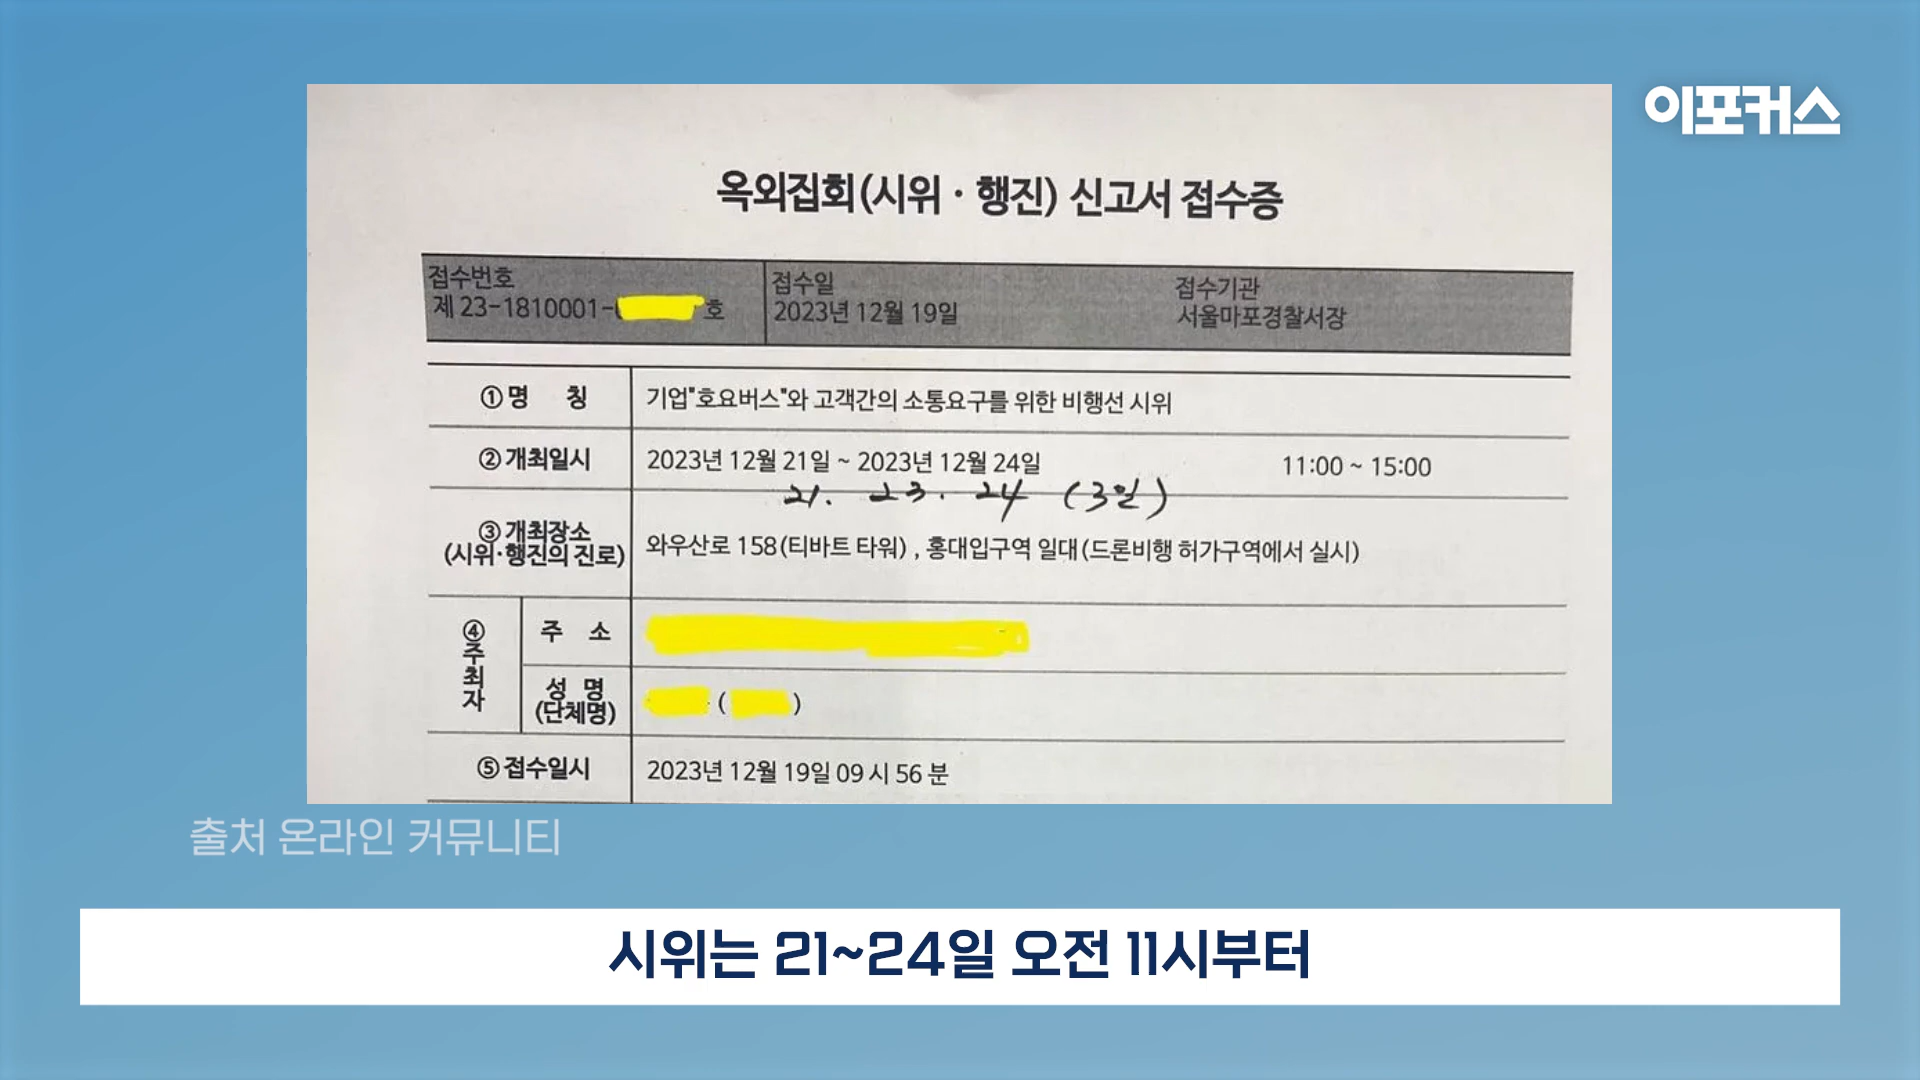 이포커스
옥외집회(시위 · 행진) 신고서 접수증
접수번호
제 23-1810001- 호
접수일
2023년 12월 19일
접수기관
서울마포경찰서장
① 명 칭
기업"호요버스"와 고객간의 소통요구를 위한 비행선 시위
② 개최일시
2023년 12월 21일 ~ 2023년 12월 24일 11:00 ~ 15:00
21. 23. 24 (3일)
③ 개최장소
(시위·행진의 진로)
와우산로 158(티바트 타워) , 홍대입구역 일대(드론비행 허가구역에서 실시)
④ 주최자
주 소
성 명
(단체명)
( )
⑤ 접수일시
2023년 12월 19일 09 시 56 분
출처 온라인 커뮤니티
시위는 21~24일 오전 11시부터